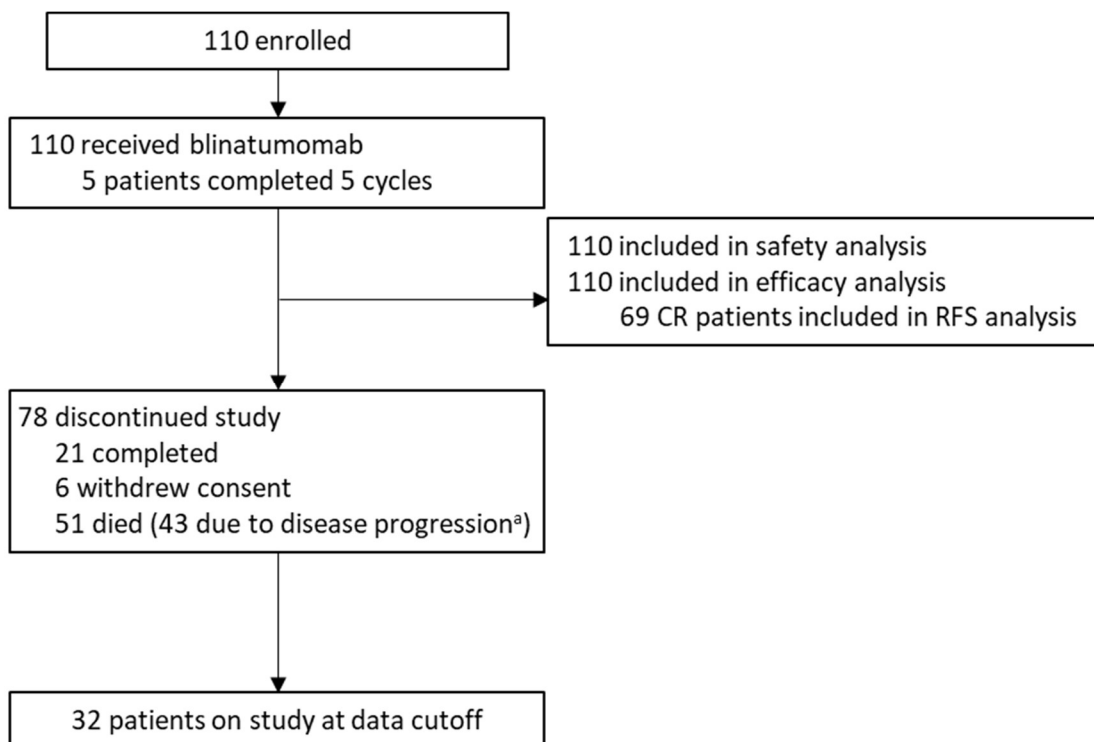 110 enrolled
110 received blinatumomab
5 patients completed 5 cycles
110 included in safety analysis
110 included in efficacy analysis
69 CR patients included in RFS analysis
78 discontinued study
21 completed
6 withdrew consent
51 died (43 due to disease progressionᵃ)
32 patients on study at data cutoff